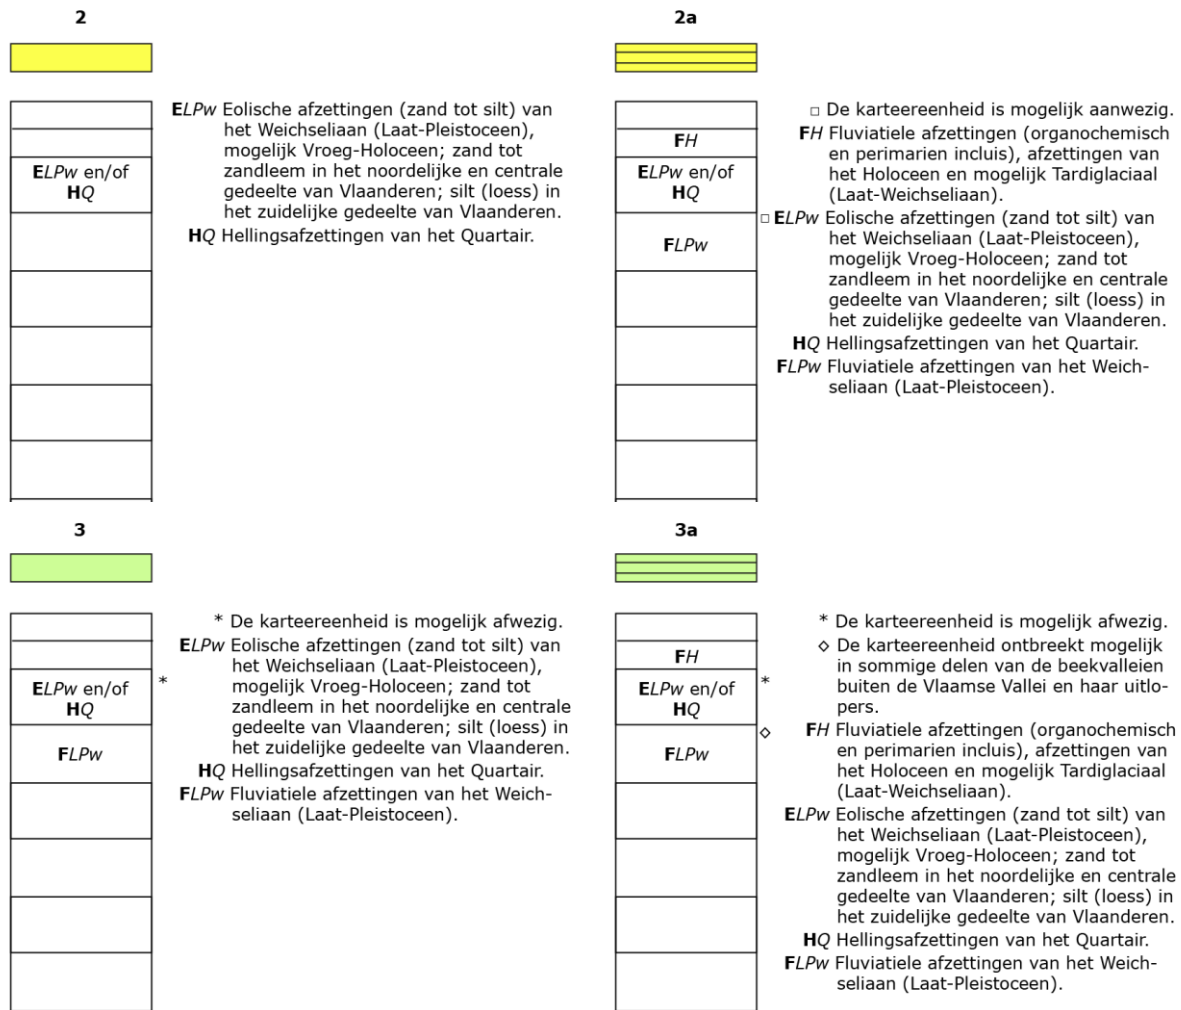 2
ELPw en/of
HQ
ELPw Eolische afzettingen (zand tot silt) van
het Weichseliaan (Laat-Pleistoceen),
mogelijk Vroeg-Holoceen; zand tot
zandleem in het noordelijke en centrale
gedeelte van Vlaanderen; silt (loess) in
het zuidelijke gedeelte van Vlaanderen.
HQ Hellingsafzettingen van het Quartair.
2a
FH
ELPw en/of
HQ
FLPw
□ De karteereenheid is mogelijk aanwezig.
FH Fluviatiele afzettingen (organochemisch
en perimarien incluis), afzettingen van
het Holoceen en mogelijk Tardiglaciaal
(Laat-Weichseliaan).
□ ELPw Eolische afzettingen (zand tot silt) van
het Weichseliaan (Laat-Pleistoceen),
mogelijk Vroeg-Holoceen; zand tot
zandleem in het noordelijke en centrale
gedeelte van Vlaanderen; silt (loess) in
het zuidelijke gedeelte van Vlaanderen.
HQ Hellingsafzettingen van het Quartair.
FLPw Fluviatiele afzettingen van het Weich-
seliaan (Laat-Pleistoceen).
3
ELPw en/of *
HQ
FLPw
* De karteereenheid is mogelijk afwezig.
ELPw Eolische afzettingen (zand tot silt) van
het Weichseliaan (Laat-Pleistoceen),
mogelijk Vroeg-Holoceen; zand tot
zandleem in het noordelijke en centrale
gedeelte van Vlaanderen; silt (loess) in
het zuidelijke gedeelte van Vlaanderen.
HQ Hellingsafzettingen van het Quartair.
FLPw Fluviatiele afzettingen van het Weich-
seliaan (Laat-Pleistoceen).
3a
FH
ELPw en/of *
HQ
◇
FLPw
* De karteereenheid is mogelijk afwezig.
◇ De karteereenheid ontbreekt mogelijk
in sommige delen van de beekvalleien
buiten de Vlaamse Vallei en haar uitlo-
pers.
FH Fluviatiele afzettingen (organochemisch
en perimarien incluis), afzettingen van
het Holoceen en mogelijk Tardiglaciaal
(Laat-Weichseliaan).
ELPw Eolische afzettingen (zand tot silt) van
het Weichseliaan (Laat-Pleistoceen),
mogelijk Vroeg-Holoceen; zand tot
zandleem in het noordelijke en centrale
gedeelte van Vlaanderen; silt (loess) in
het zuidelijke gedeelte van Vlaanderen.
HQ Hellingsafzettingen van het Quartair.
FLPw Fluviatiele afzettingen van het Weich-
seliaan (Laat-Pleistoceen).